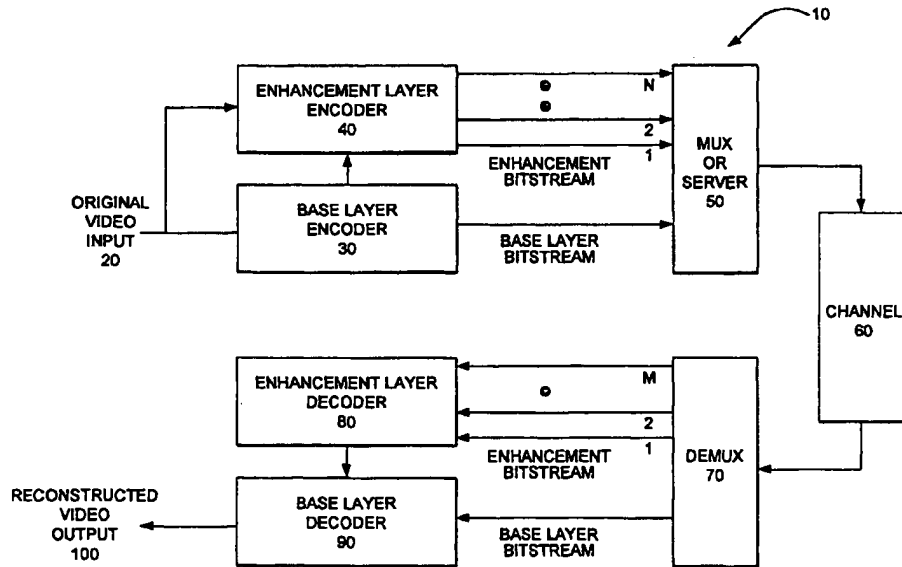 10
ENHANCEMENT LAYER
ENCODER
40
N
2
1
ENHANCEMENT
BITSTREAM
MUX
OR
SERVER
50
ORIGINAL
VIDEO
INPUT
20
BASE LAYER
ENCODER
30
BASE LAYER
BITSTREAM
CHANNEL
60
ENHANCEMENT LAYER
DECODER
80
M
2
1
ENHANCEMENT
BITSTREAM
DEMUX
70
RECONSTRUCTED
VIDEO
OUTPUT
100
BASE LAYER
DECODER
90
BASE LAYER
BITSTREAM